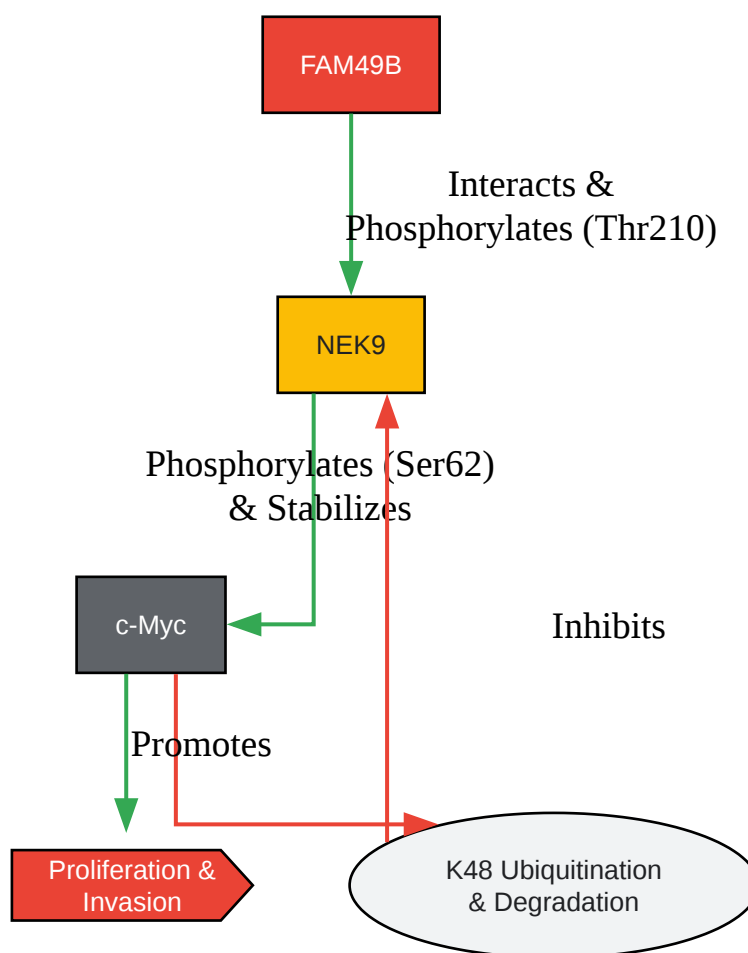 FAM49B
Interacts &
Phosphorylates (Thr210)
NEK9
Phosphorylates (Ser62)
& Stabilizes
c-Myc
Inhibits
Promotes
Proliferation &
Invasion
K48 Ubiquitination
& Degradation